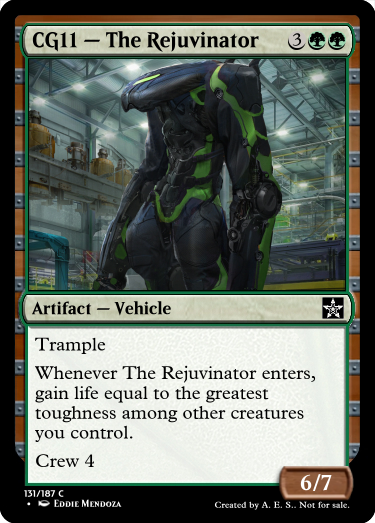 CG11 — The Rejuvinator 3
Artifact — Vehicle
Trample
Whenever The Rejuvinator enters,
gain life equal to the greatest
toughness among other creatures
you control.
Crew 4
6/7
131/187 C
• Eddie Mendoza
Created by A. E. S.. Not for sale.